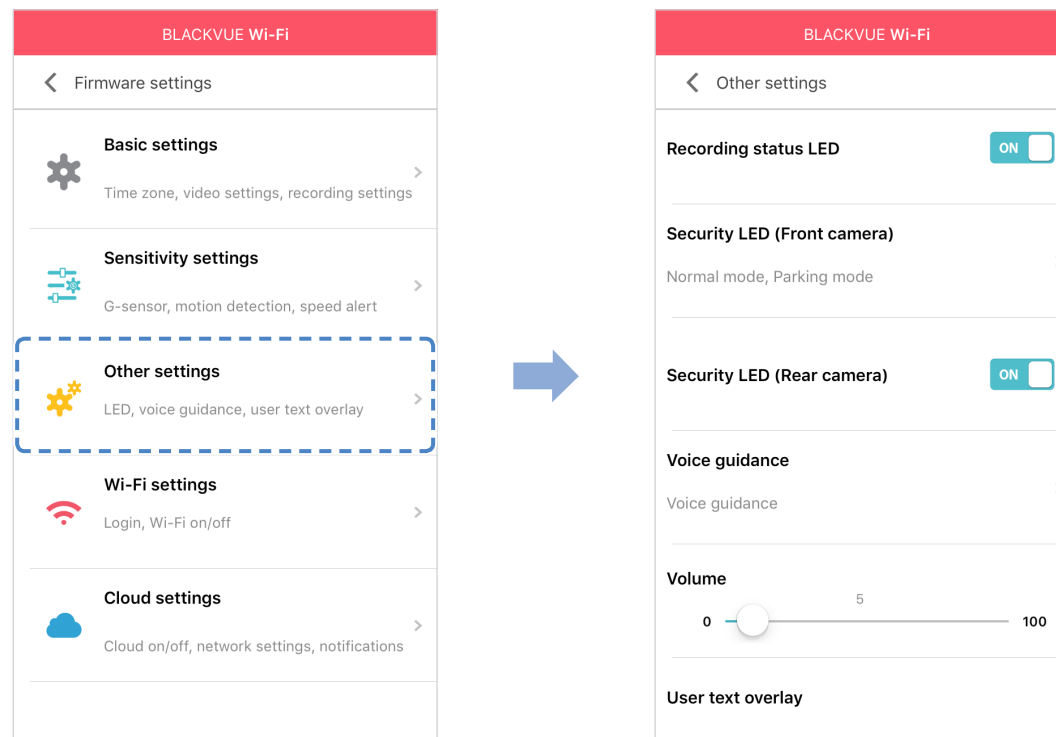 BLACKVUE Wi-Fi
Firmware settings
Basic settings
Time zone, video settings, recording settings
Sensitivity settings
G-sensor, motion detection, speed alert
Other settings
LED, voice guidance, user text overlay
Wi-Fi settings
Login, Wi-Fi on/off
Cloud settings
Cloud on/off, network settings, notifications
BLACKVUE Wi-Fi
Other settings
Recording status LED
ON
Security LED (Front camera)
Normal mode, Parking mode
Security LED (Rear camera)
ON
Voice guidance
Voice guidance
Volume
5
0 100
User text overlay